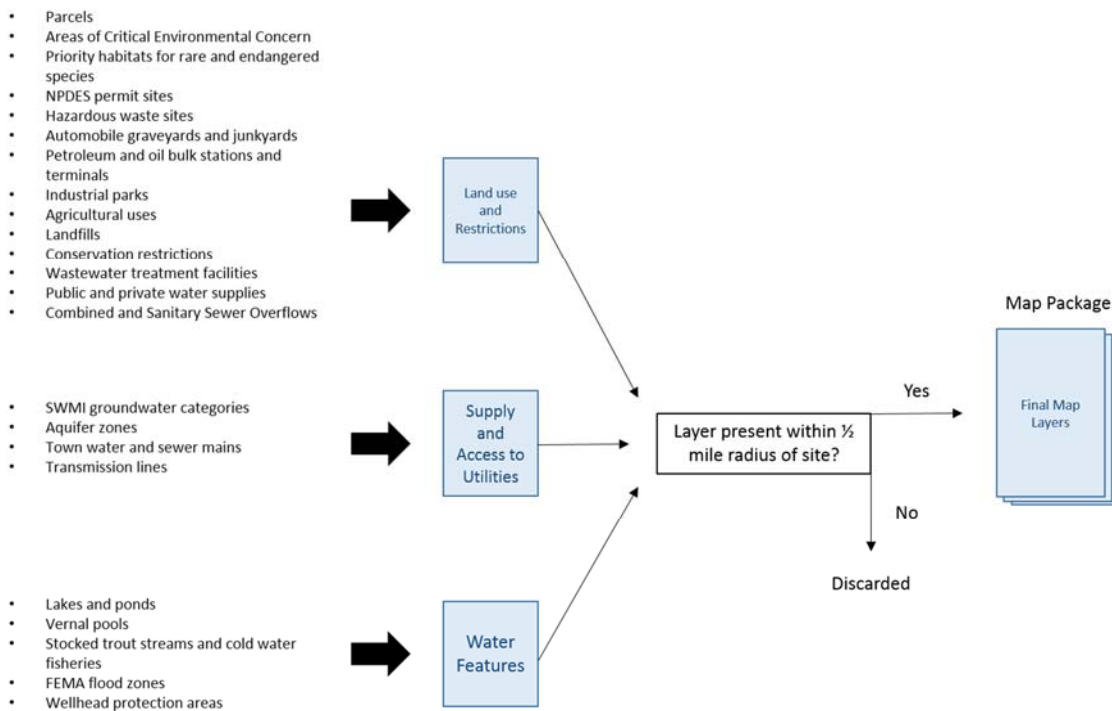 • Parcels
• Areas of Critical Environmental Concern
• Priority habitats for rare and endangered
species
• NPDES permit sites
• Hazardous waste sites
• Automobile graveyards and junkyards
• Petroleum and oil bulk stations and
terminals
• Industrial parks
• Agricultural uses
• Landfills
• Conservation restrictions
• Wastewater treatment facilities
• Public and private water supplies
• Combined and Sanitary Sewer Overflows
Land use
and
Restrictions
• SWMI groundwater categories
• Aquifer zones
• Town water and sewer mains
• Transmission lines
Supply
and
Access to
Utilities
• Lakes and ponds
• Vernal pools
• Stocked trout streams and cold water
fisheries
• FEMA flood zones
• Wellhead protection areas
Water
Features
Layer present within ½
mile radius of site?
Yes
No
Discarded
Map Package
Final Map
Layers